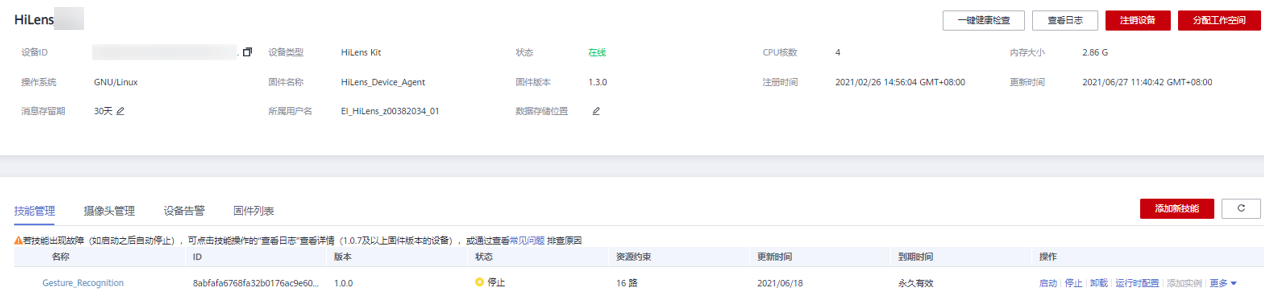 HiLens
一键健康检查 查看日志 注销设备 分配工作空间
设备ID 设备类型 HiLens Kit 状态 在线 CPU核数 4 内存大小 2.86 G
操作系统 GNU/Linux 固件名称 HiLens_Device_Agent 固件版本 1.3.0 注册时间 2021/02/26 14:56:04 GMT+08:00 更新时间 2021/06/27 11:40:42 GMT+08:00
消息存留期 30天 所属用户名 EI_HiLens_z00382034_01 数据存储位置
技能管理 摄像头管理 设备告警 固件列表 添加新技能
若技能出现故障（如启动之后自动停止），可点击技能操作的"查看日志"查看详情（1.0.7及以上固件版本的设备），或通过查看常见问题 排查原因
名称 ID 版本 状态 资源约束 更新时间 到期时间 操作
Gesture_Recognition 8abfafa6768fa32b0176ac9e60... 1.0.0 停止 16 路 2021/06/18 永久有效 启动 停止 卸载 运行时配置 添加实例 更多